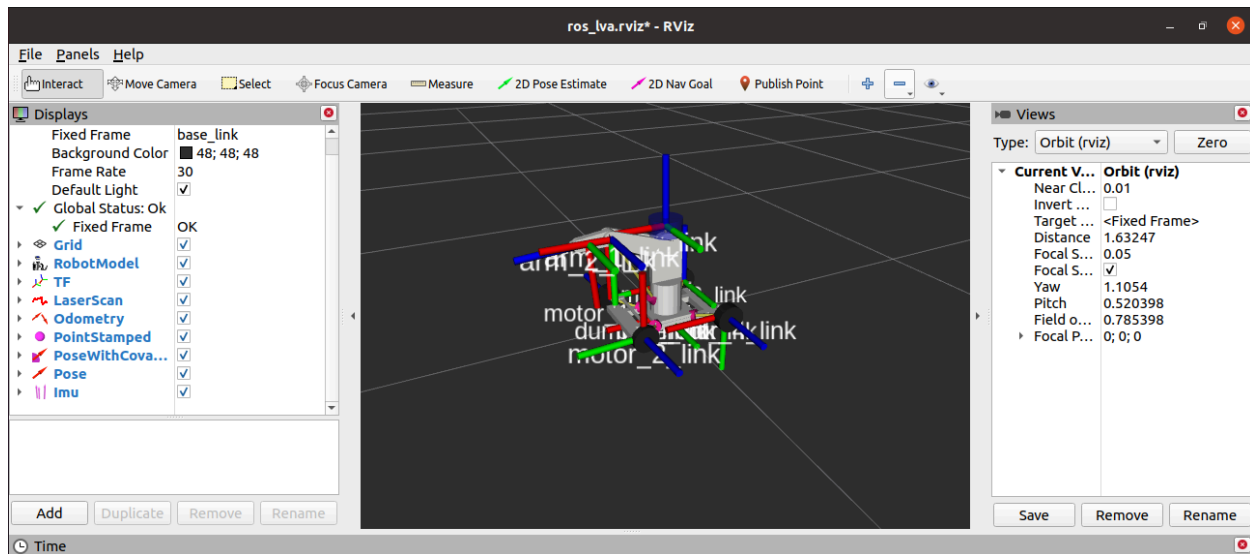 ros_lva.rviz* - RViz
File Panels Help
Interact Move Camera Select Focus Camera Measure 2D Pose Estimate 2D Nav Goal Publish Point
Displays
Fixed Frame base_link
Background Color 48; 48; 48
Frame Rate 30
Default Light
Global Status: Ok
Fixed Frame OK
Grid
RobotModel
TF
LaserScan
Odometry
PointStamped
PoseWithCova...
Pose
Imu
Add Duplicate Remove Rename
motor_2_link
Views
Type: Orbit (rviz) Zero
Current V... Orbit (rviz)
Near Cl... 0.01
Invert ...
Target ... <Fixed Frame>
Distance 1.63247
Focal S... 0.05
Focal S...
Yaw 1.1054
Pitch 0.520398
Field o... 0.785398
Focal P... 0; 0; 0
Save Remove Rename
Time